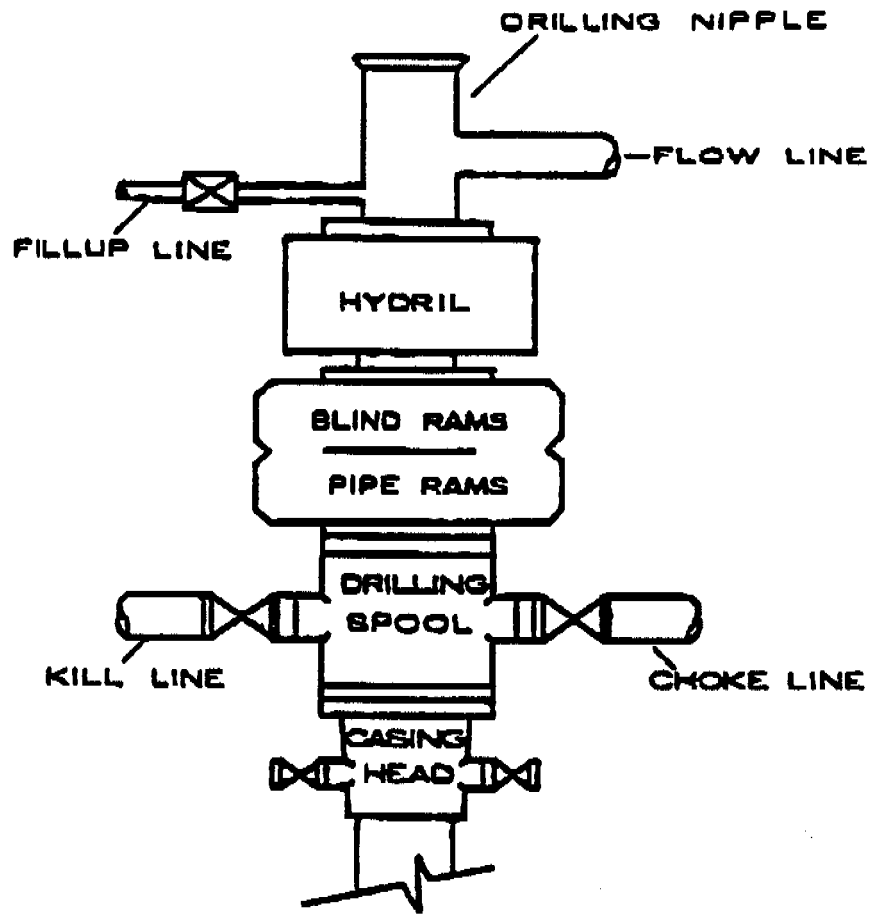 DRILLING NIPPLE
FLOW LINE
FILLUP LINE
HYDRIL
BLIND RAMS
PIPE RAMS
DRILLING
SPOOL
KILL LINE
CHOKE LINE
CASING
HEAD